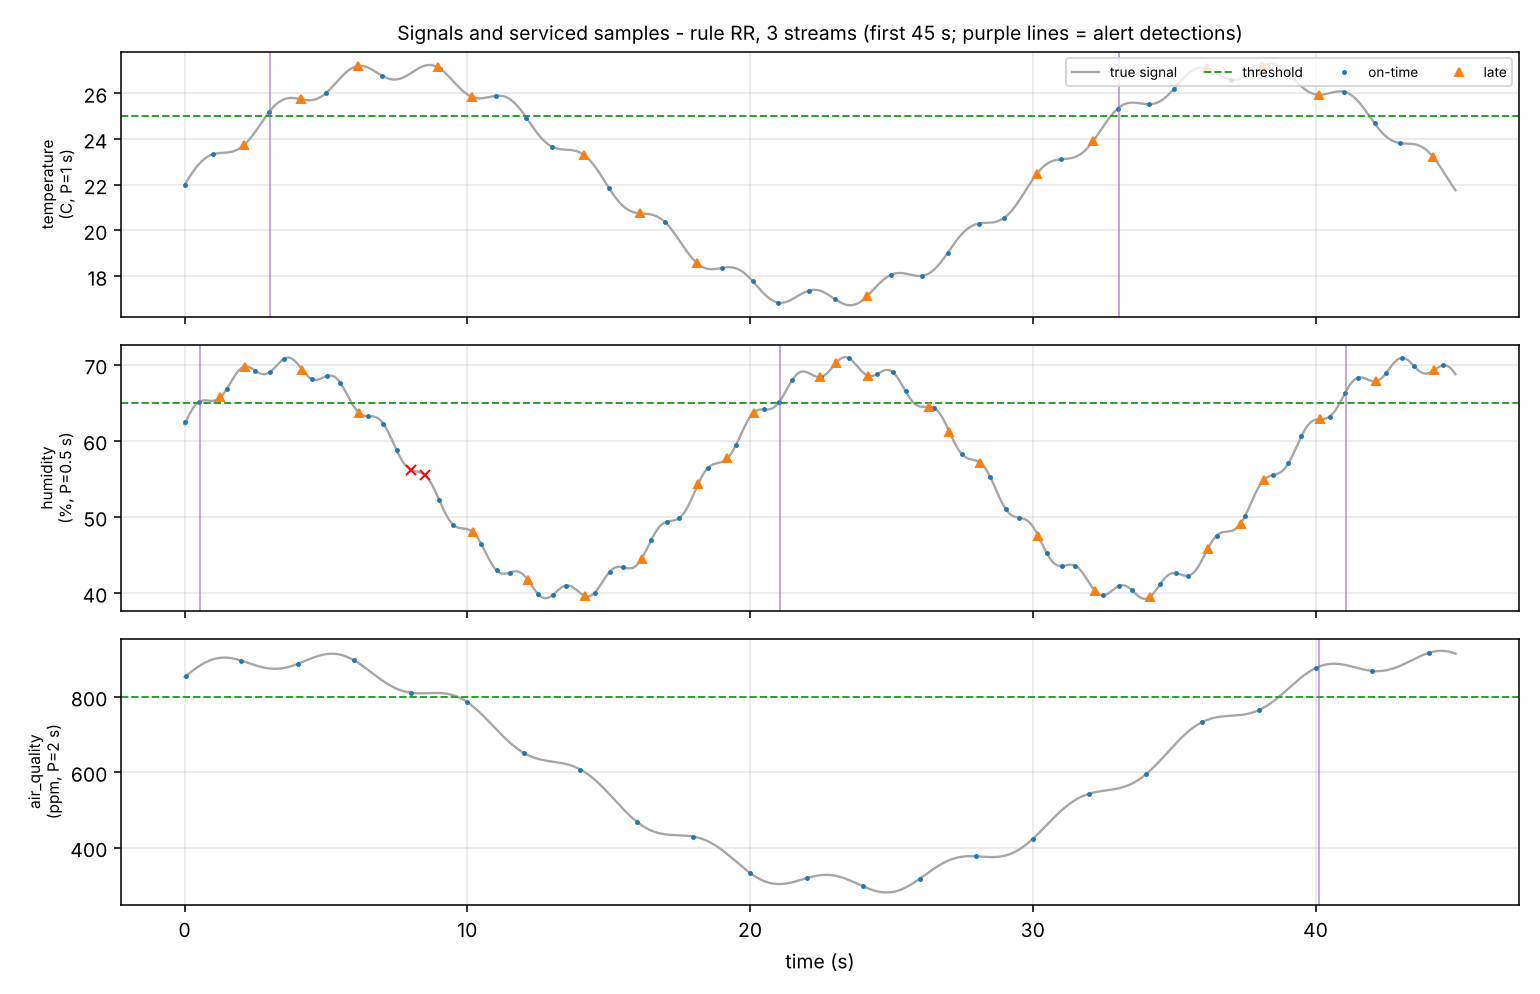 Signals and serviced samples - rule RR, 3 streams (first 45 s; purple lines = alert detections)
true signal threshold on-time late
temperature
(C, P=1 s)
26
24
22
20
18
humidity
(%, P=0.5 s)
70
60
50
40
air_quality
(ppm, P=2 s)
800
600
400
0 10 20 30 40
time (s)